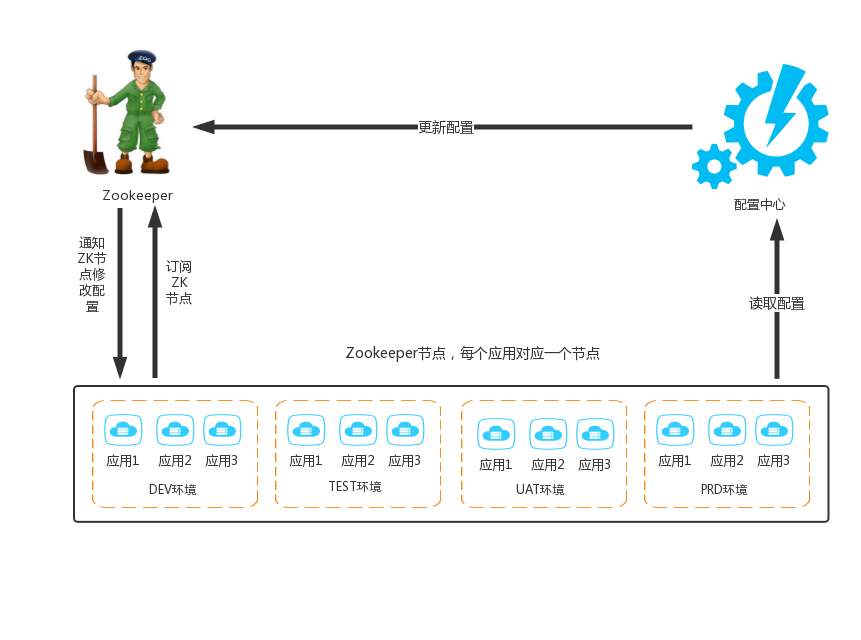 ZOO
更新配置
Zookeeper
配置中心
通知
ZK节
点修
改配
置
订阅
ZK
节点
读取配置
Zookeeper节点，每个应用对应一个节点
应用1 应用2 应用3
DEV环境
应用1 应用2 应用3
TEST环境
应用1 应用2 应用3
UAT环境
应用1 应用2 应用3
PRD环境